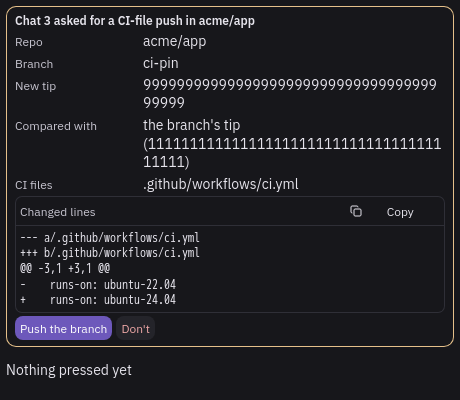 Chat 3 asked for a CI-file push in acme/app
Repo acme/app
Branch ci-pin
New tip 99999999999999999999999999999999999
99999
Compared with the branch's tip
(11111111111111111111111111111111111
11111)
CI files .github/workflows/ci.yml
Changed lines Copy
--- a/.github/workflows/ci.yml
+++ b/.github/workflows/ci.yml
@@ -3,1 +3,1 @@
-    runs-on: ubuntu-22.04
+    runs-on: ubuntu-24.04
Push the branch Don't
Nothing pressed yet